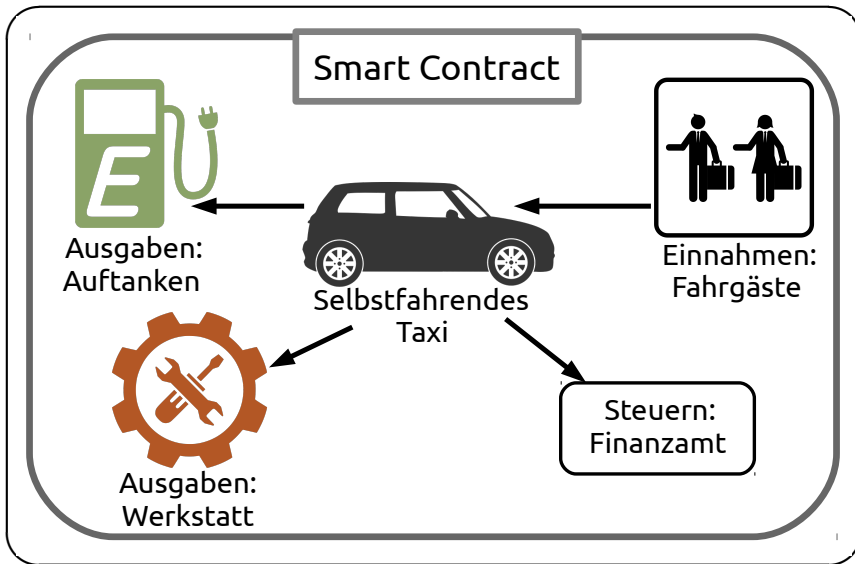 Smart Contract
E
Ausgaben:
Auftanken
Selbstfahrendes
Taxi
Einnahmen:
Fahrgäste
Ausgaben:
Werkstatt
Steuern:
Finanzamt